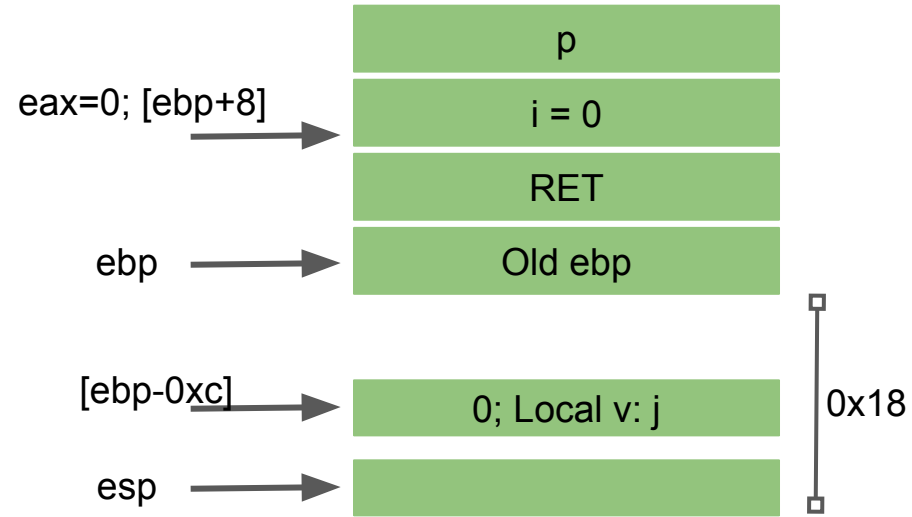 p
eax=0; [ebp+8]
i = 0
RET
ebp
Old ebp
[ebp-0xc]
0; Local v: j
0x18
esp